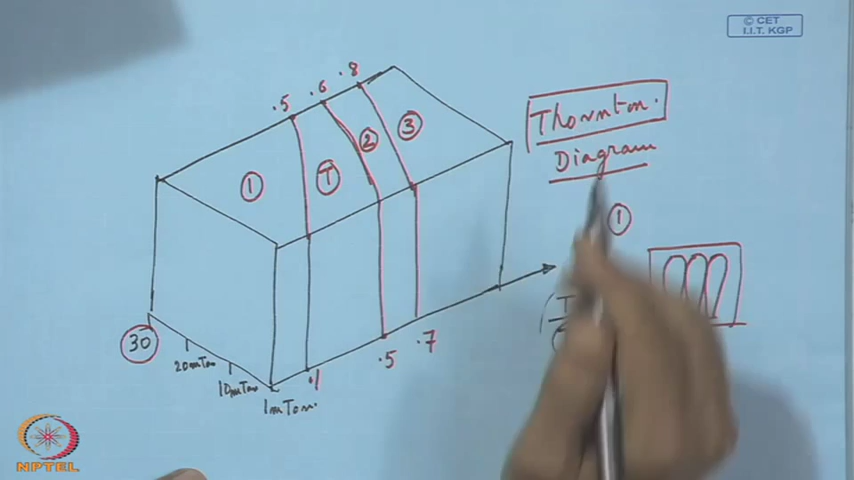 © CET
I.I.T. KGP
.5 .6 .8
Thornton.
Diagram
1 T 2 3
1
30
20mTorr
10mTorr
1mTorr.
.1
.5
.7
NPTEL